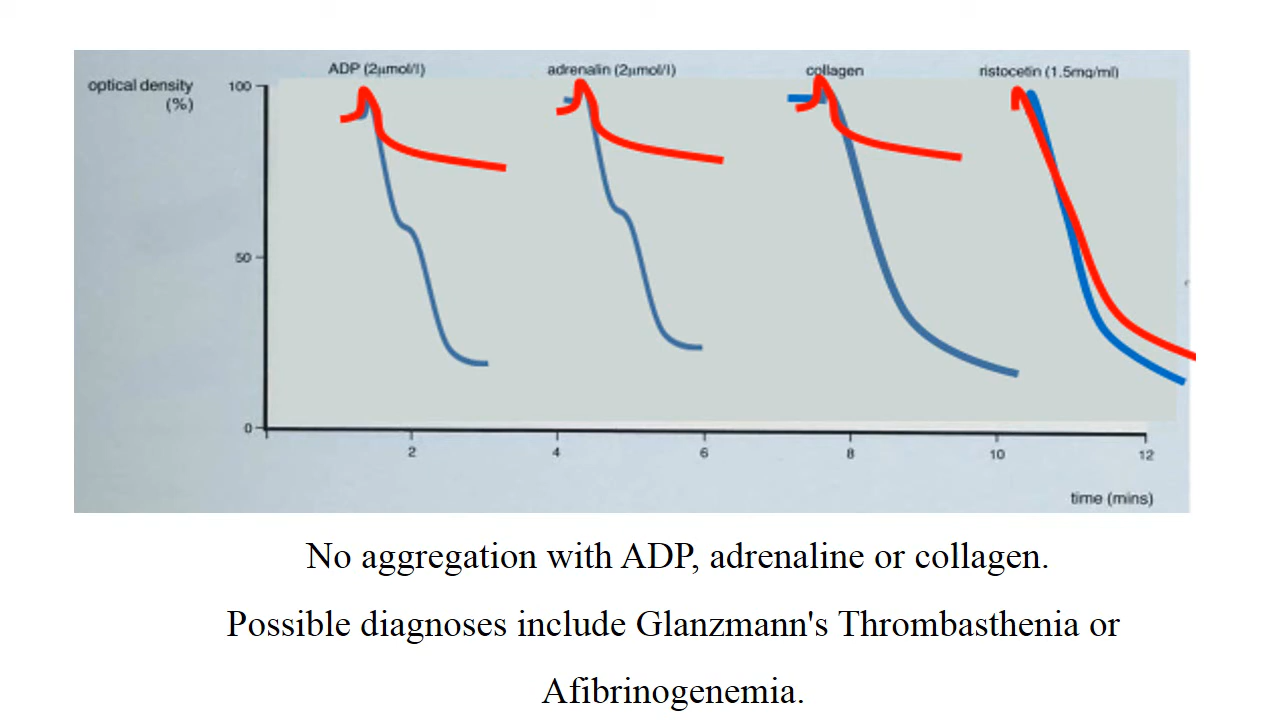 ADP (2µmol/l) adrenalin (2µmol/l) collagen ristocetin (1.5mg/ml)
optical density
(%)
100
50
0
2 4 6 8 10 12
time (mins)
No aggregation with ADP, adrenaline or collagen.
Possible diagnoses include Glanzmann's Thrombasthenia or
Afibrinogenemia.